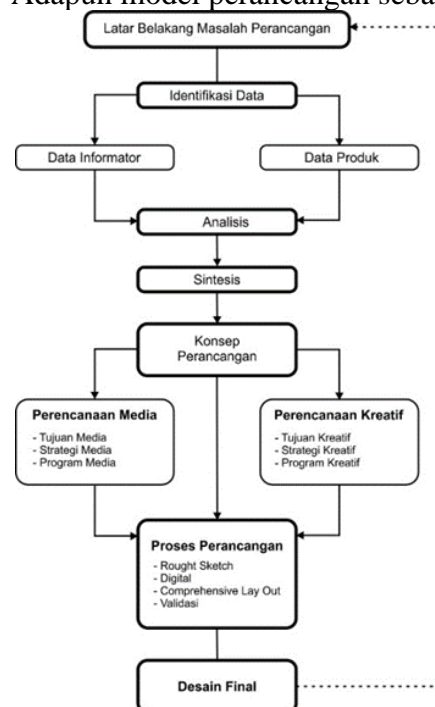 Adapun model perancangan seba
Latar Belakang Masalah Perancangan
Identifikasi Data
Data Informator
Data Produk
Analisis
Sintesis
Konsep
Perancangan
Perencanaan Media
- Tujuan Media
- Strategi Media
- Program Media
Perencanaan Kreatif
- Tujuan Kreatif
- Strategi Kreatif
- Program Kreatif
Proses Perancangan
- Rought Sketch
- Digital
- Comprehensive Lay Out
- Validasi
Desain Final